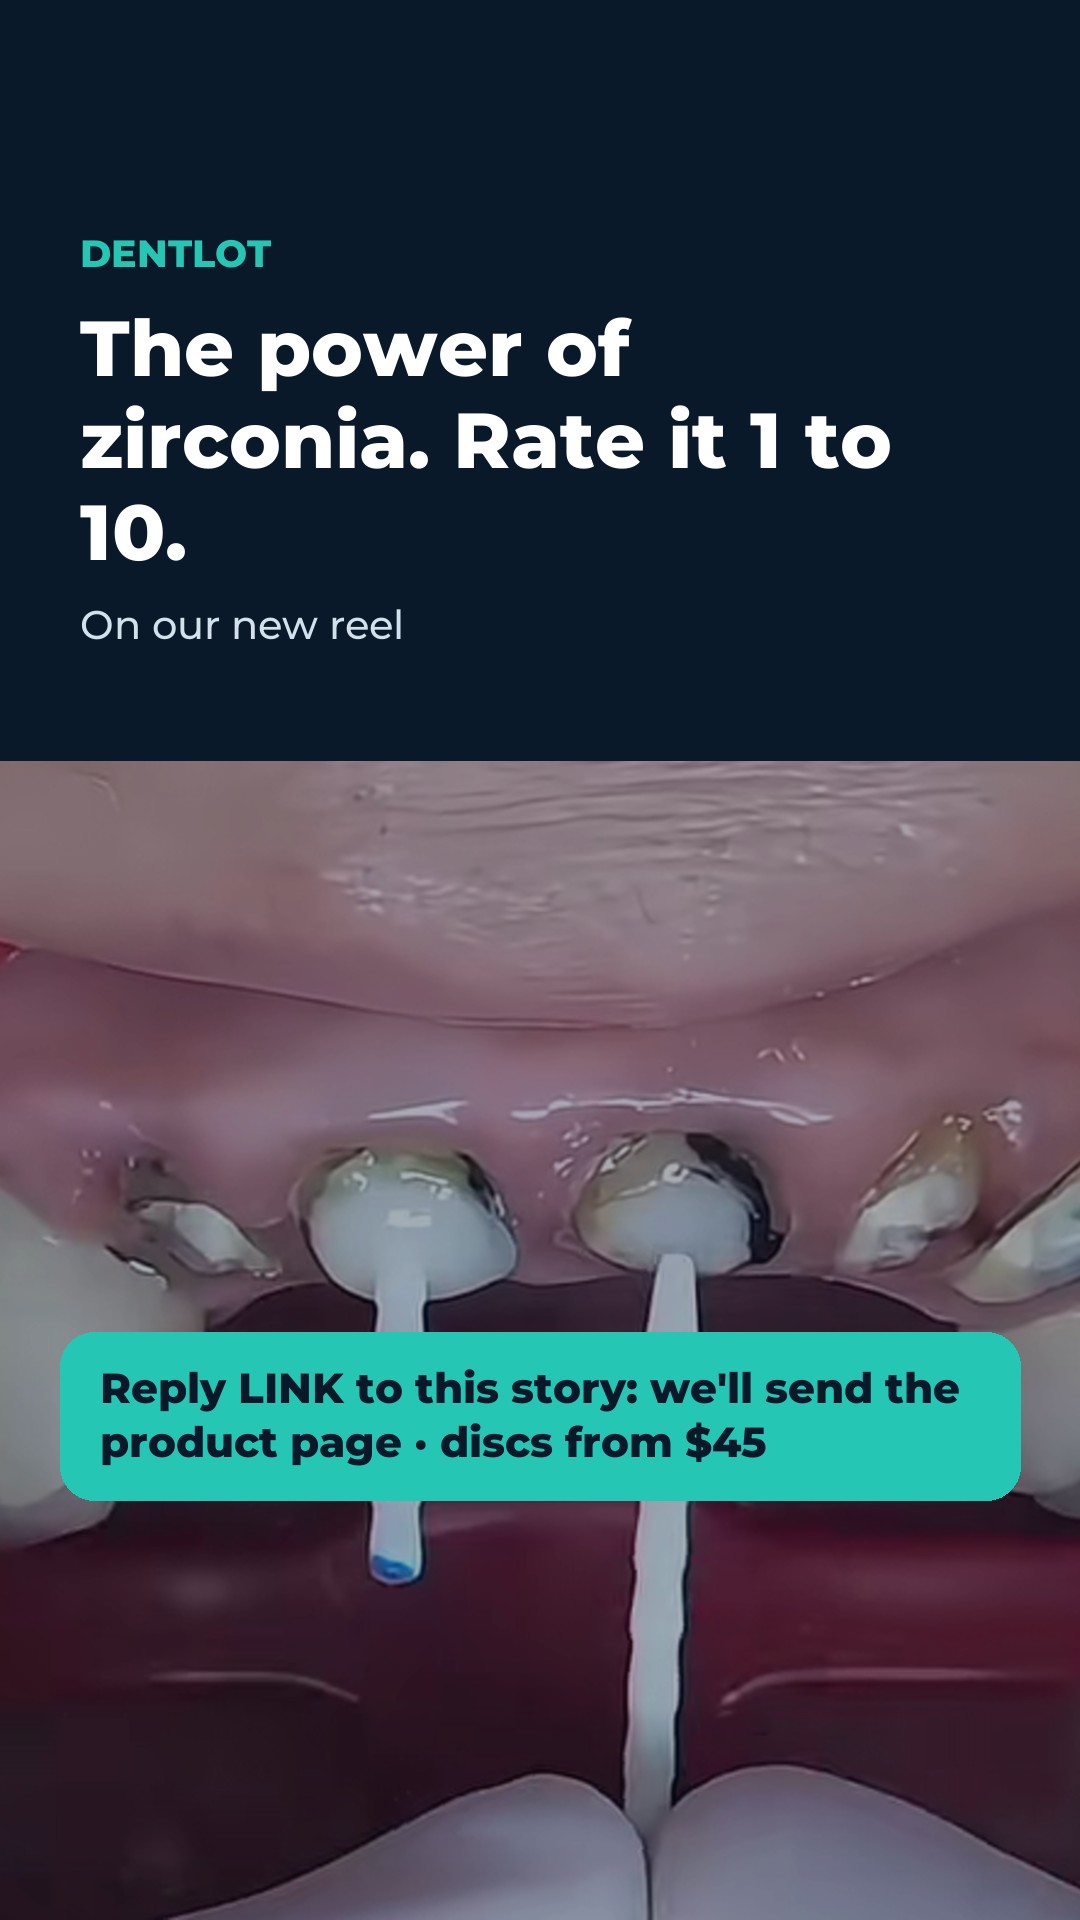 DENTLOT
The power of
zirconia. Rate it 1 to
10.
On our new reel
Reply LINK to this story: we'll send the
product page · discs from $45